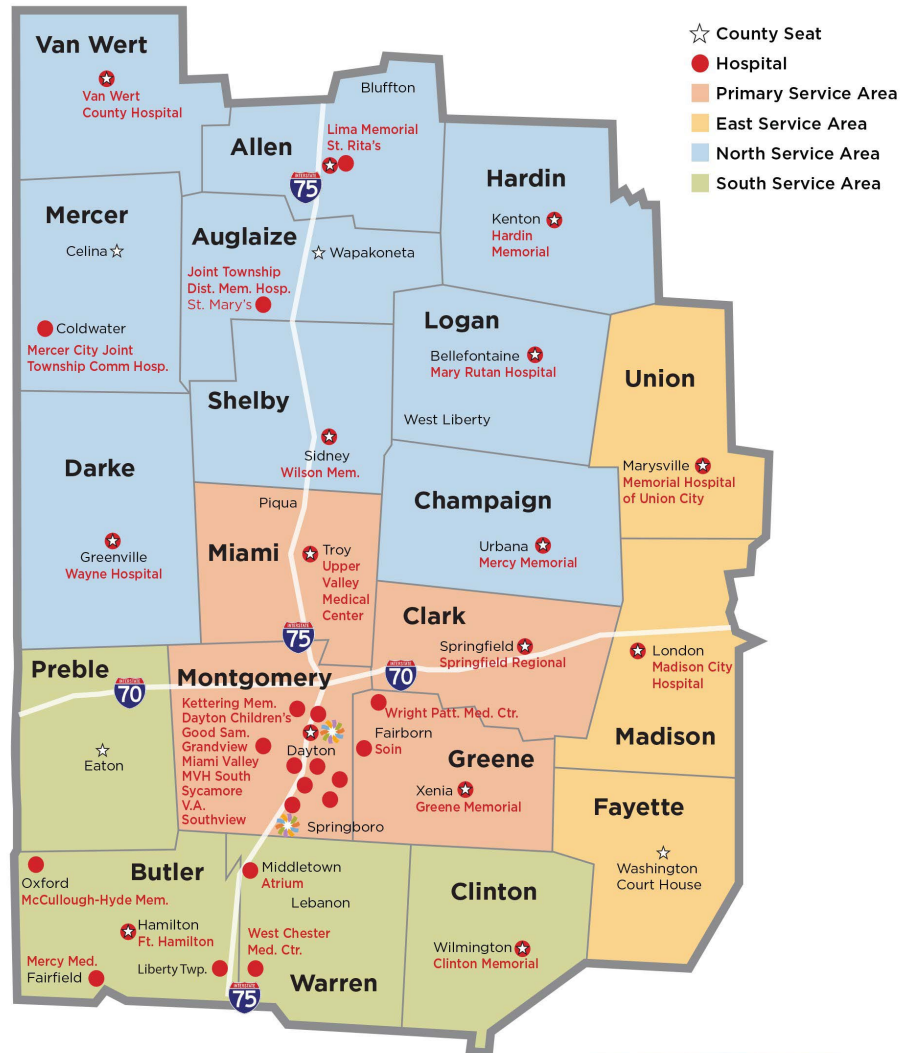 County Seat
Hospital
Primary Service Area
East Service Area
North Service Area
South Service Area
Van Wert
Van Wert
County Hospital
Bluffton
Allen
Lima Memorial
St. Rita's
INTERSTATE
75
Hardin
Kenton
Hardin
Memorial
Mercer
Celina
Coldwater
Mercer City Joint
Township Comm Hosp.
Auglaize
Wapakoneta
Joint Township
Dist. Mem. Hosp.
St. Mary's
Logan
Bellefontaine
Mary Rutan Hospital
West Liberty
Union
Marysville
Memorial Hospital
of Union City
Shelby
Sidney
Wilson Mem.
Darke
Greenville
Wayne Hospital
Champaign
Urbana
Mercy Memorial
Piqua
Miami
Troy
Upper
Valley
Medical
Center
INTERSTATE
75
Clark
Springfield
Springfield Regional
London
Madison City
Hospital
Madison
Preble
INTERSTATE
70
Eaton
Montgomery
INTERSTATE
70
Kettering Mem.
Dayton Children's
Good Sam.
Grandview
Miami Valley
MVH South
Sycamore
V.A.
Southview
Dayton
Springboro
Wright Patt. Med. Ctr.
Fairborn
Soin
Greene
Xenia
Greene Memorial
Fayette
Washington
Court House
Butler
Oxford
McCullough-Hyde Mem.
Hamilton
Ft. Hamilton
Mercy Med.
Fairfield
Liberty Twp.
Middletown
Atrium
Lebanon
West Chester
Med. Ctr.
Warren
INTERSTATE
75
Clinton
Wilmington
Clinton Memorial